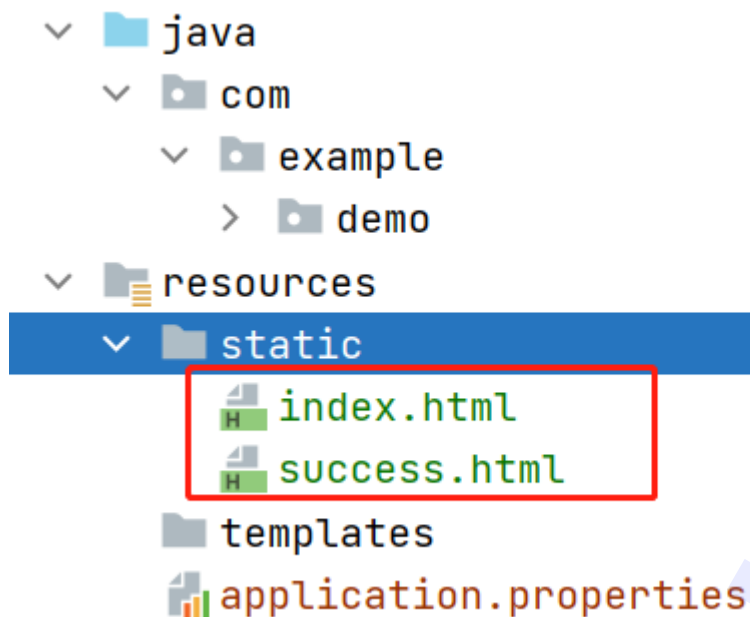 java
com
example
demo
resources
static
H index.html
H success.html
templates
application.properties